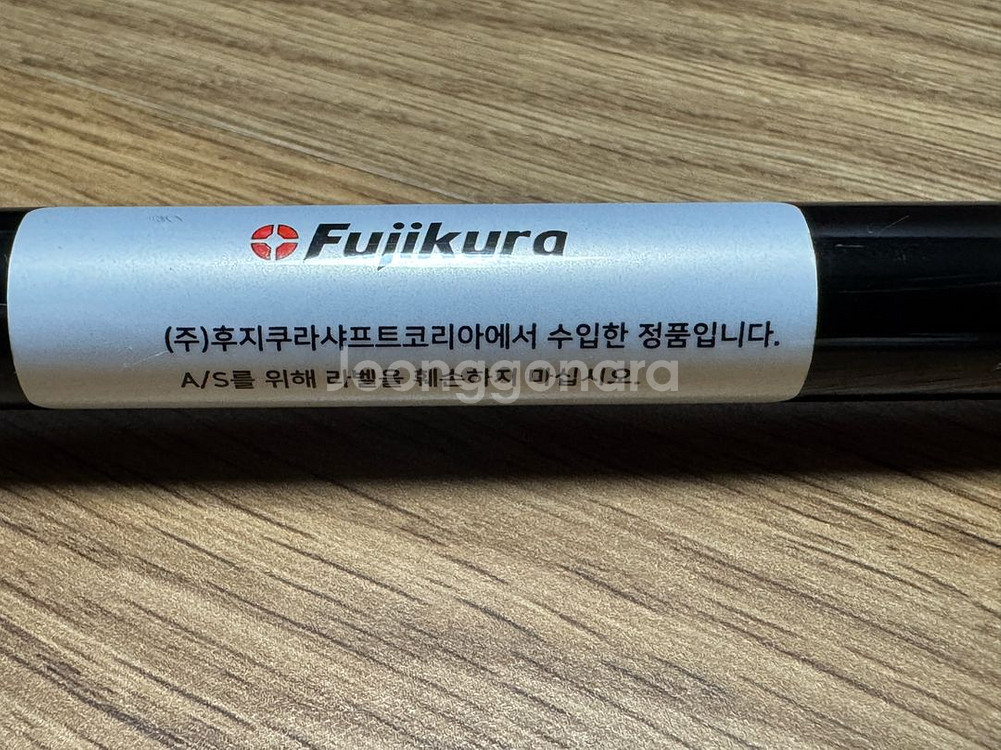 Fujikura
(주)후지쿠라샤프트코리아에서 수입한 정품입니다.
A/S를 위해 라벨을 훼손하지 마십시오.
Joonggonara